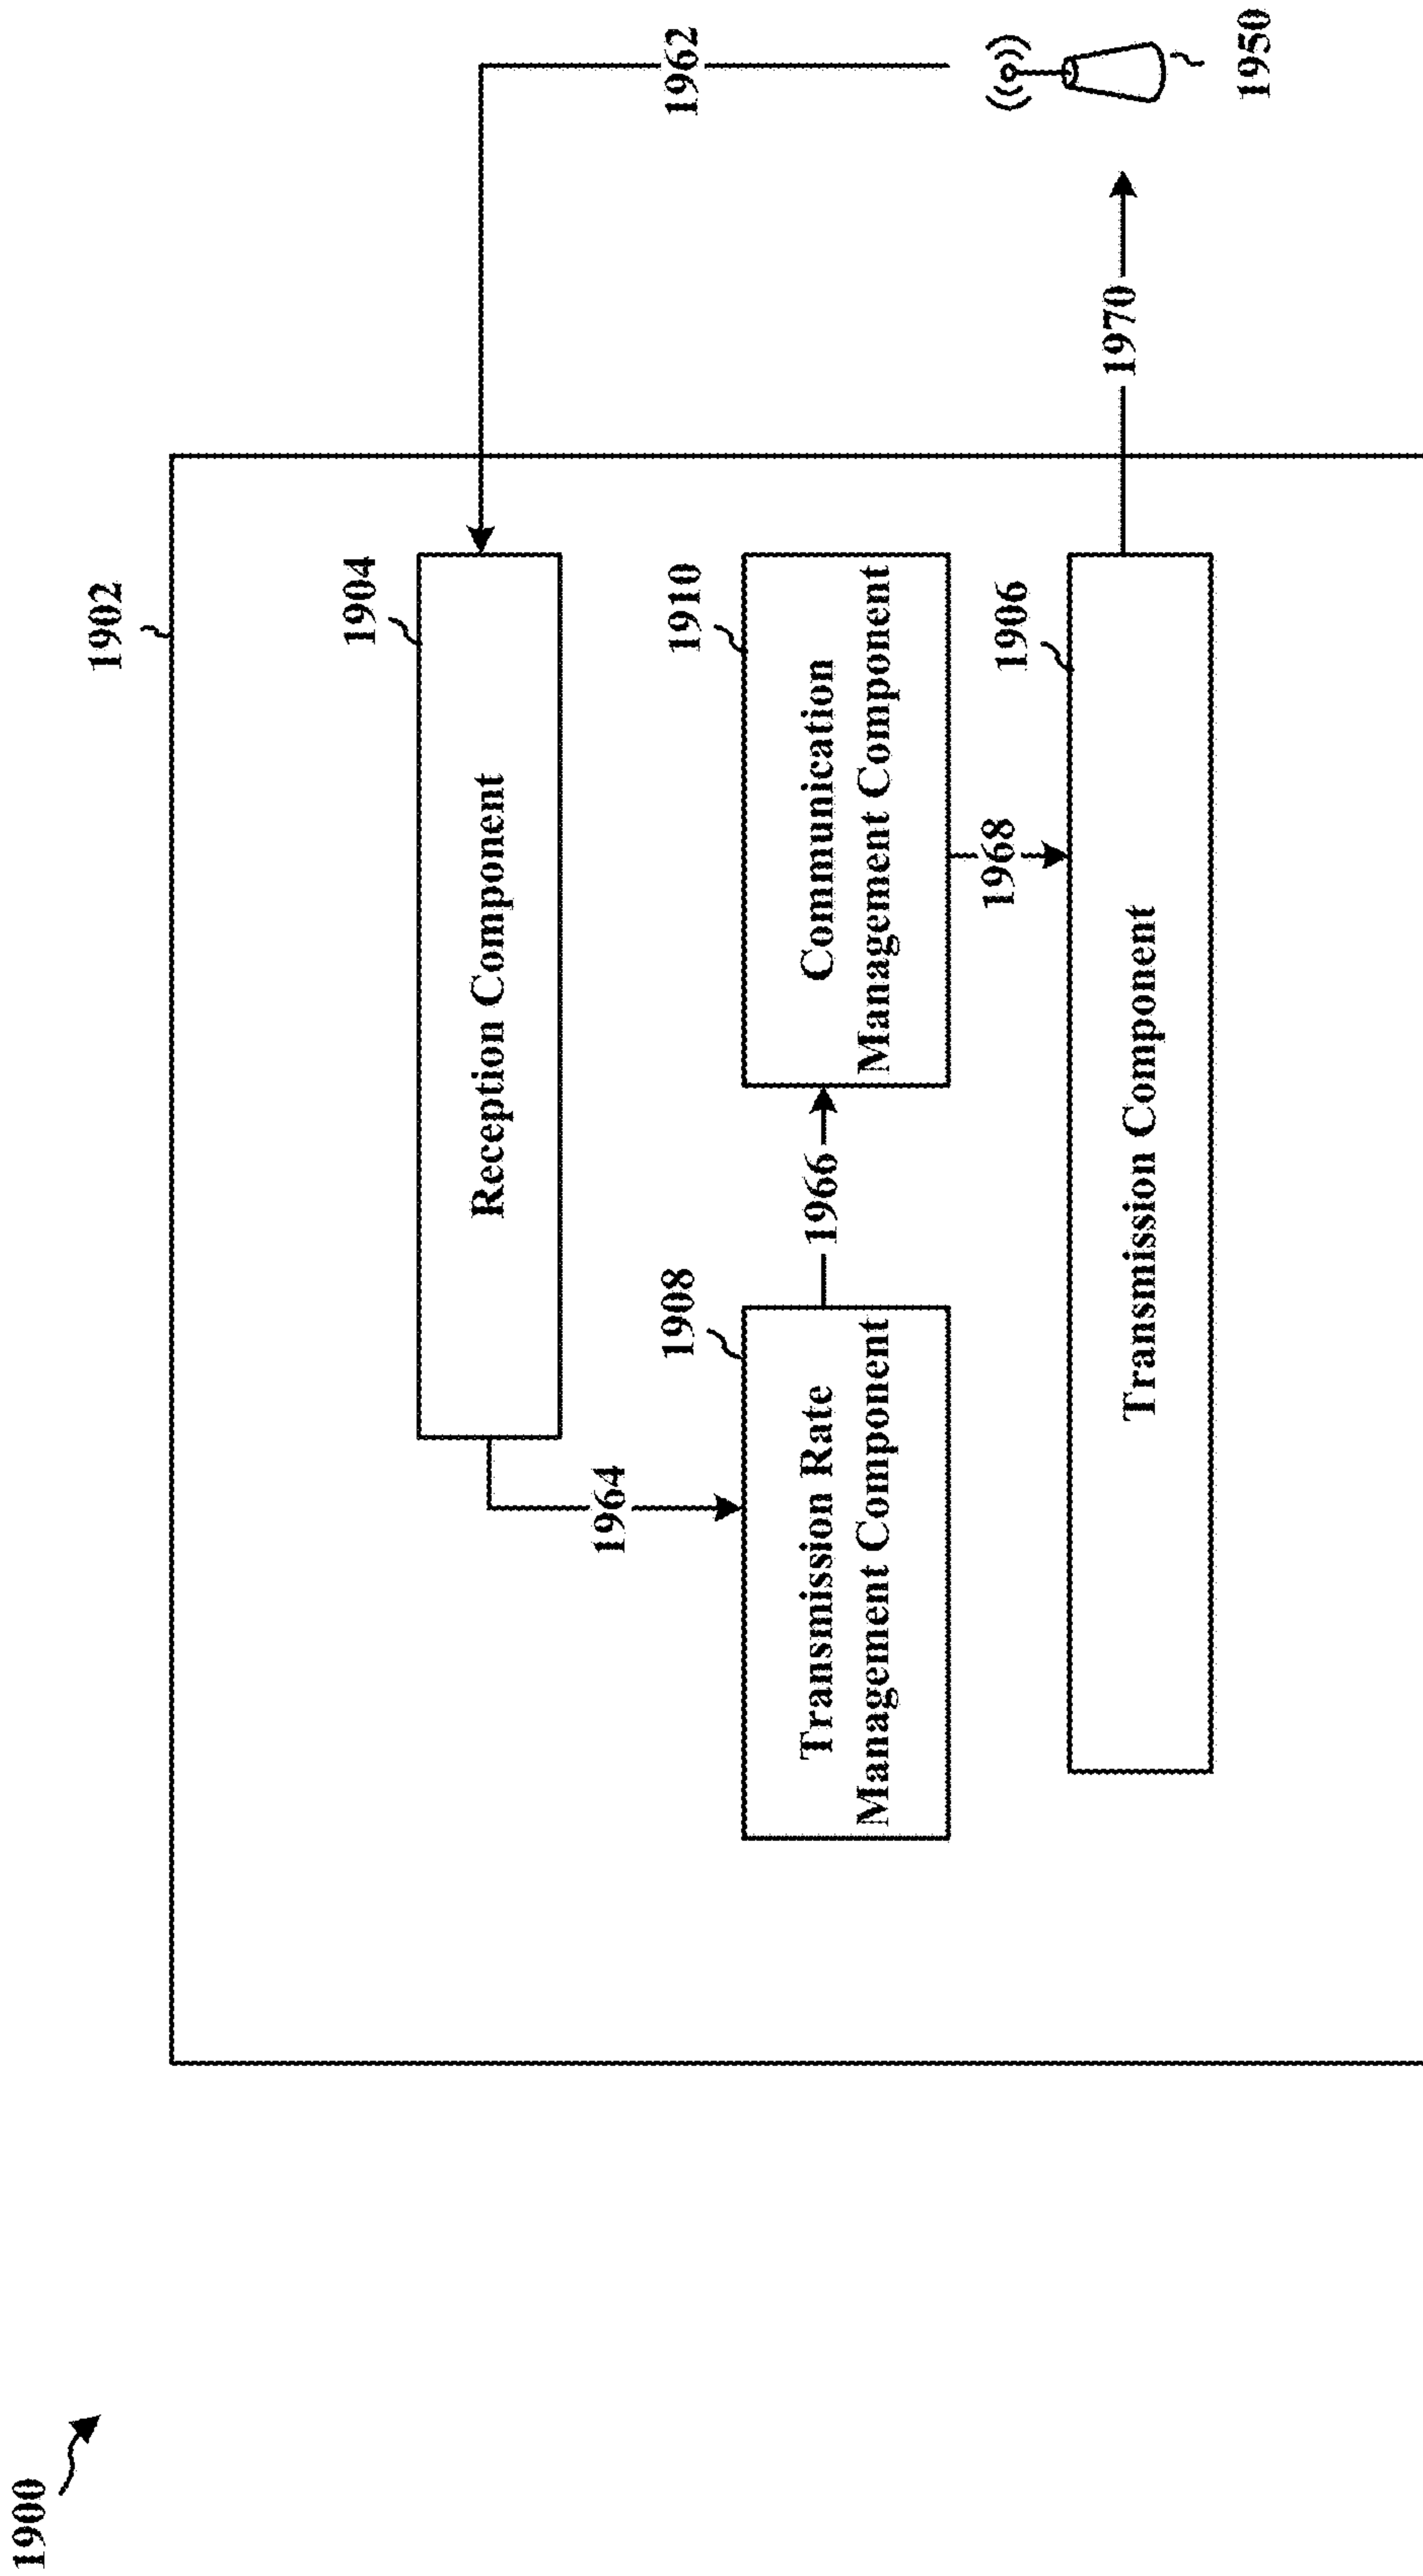 1900
1902
1904
Reception Component
1962
1964
1908
Transmission Rate
Management Component
1966
1910
Communication
Management Component
1968
1906
Transmission Component
1970
1950